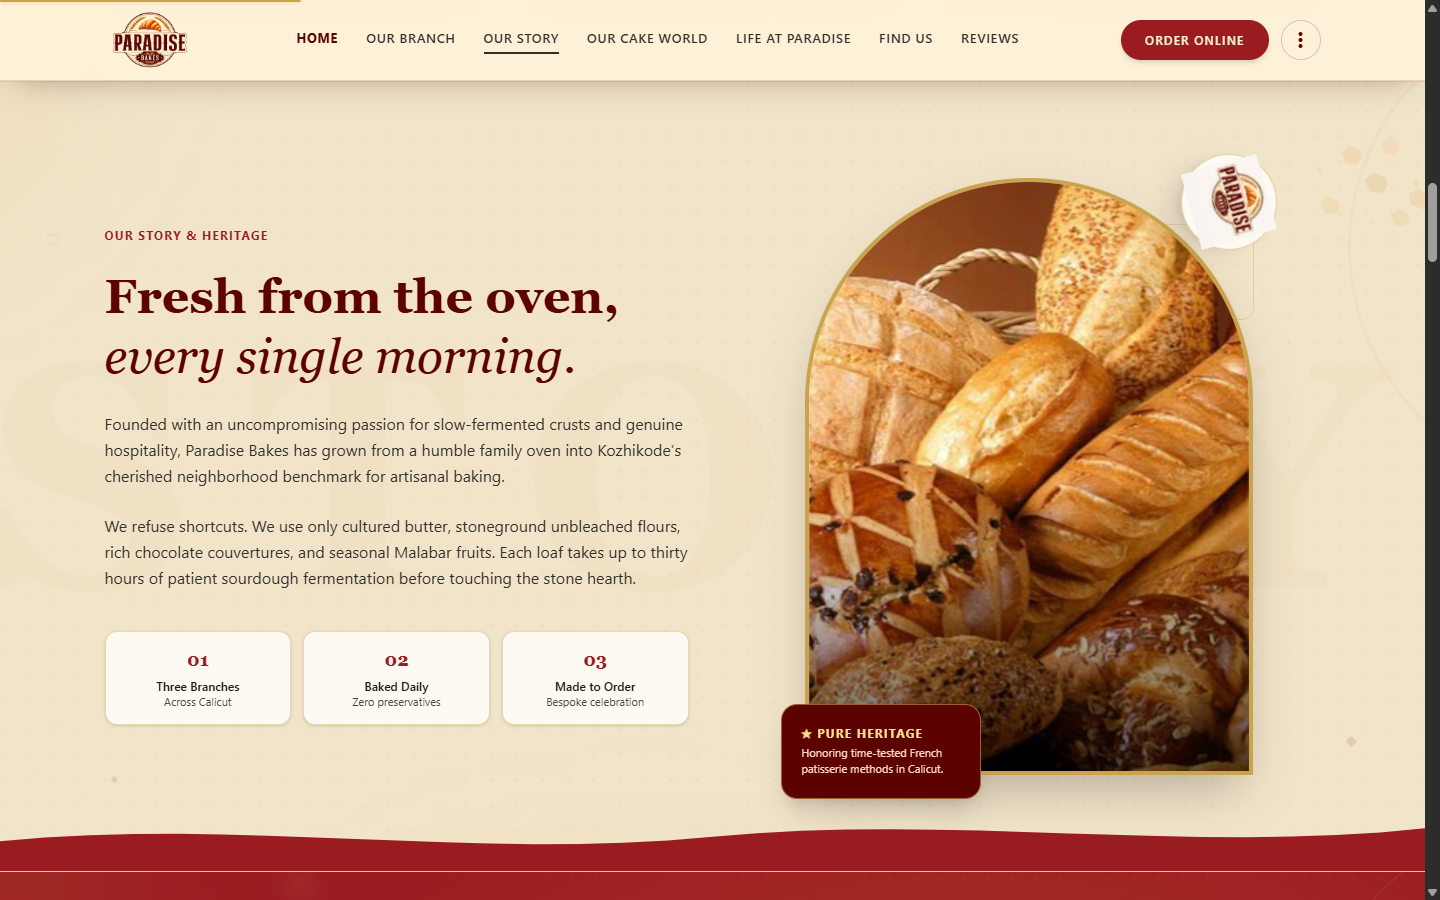 PARADISE
BAKES
HOME
OUR BRANCH
OUR STORY
OUR CAKE WORLD
LIFE AT PARADISE
FIND US
REVIEWS
ORDER ONLINE
OUR STORY & HERITAGE
Fresh from the oven,
every single morning.
Founded with an uncompromising passion for slow-fermented crusts and genuine
hospitality, Paradise Bakes has grown from a humble family oven into Kozhikode's
cherished neighborhood benchmark for artisanal baking.
We refuse shortcuts. We use only cultured butter, stoneground unbleached flours,
rich chocolate couvertures, and seasonal Malabar fruits. Each loaf takes up to thirty
hours of patient sourdough fermentation before touching the stone hearth.
01
Three Branches
Across Calicut
02
Baked Daily
Zero preservatives
03
Made to Order
Bespoke celebration
PARADISE
★ PURE HERITAGE
Honoring time-tested French
patisserie methods in Calicut.
STORY